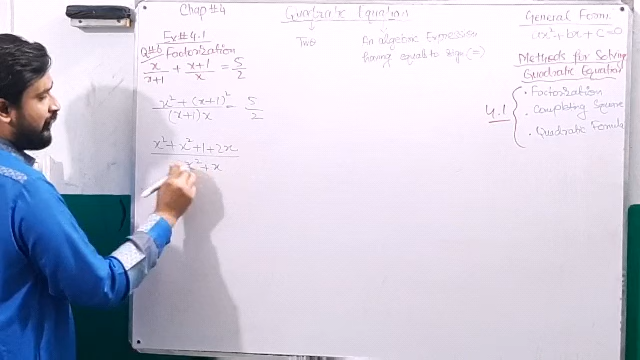 Chap#4
Quadratic Equation
Two
An algebraic Expression
having equal to sign (=)
General Form
ax²+bx+c=0
Methods for Solving
Quadratic Equation
4.1
• Factorization
• Completing Square
• Quadratic Formula
Ex#4.1
Q#6 Factorization
x/(x+1) + (x+1)/x = 5/2
(x²+(x+1)²)/((x+1)x) = 5/2
x²+x²+1+2x
x²+x